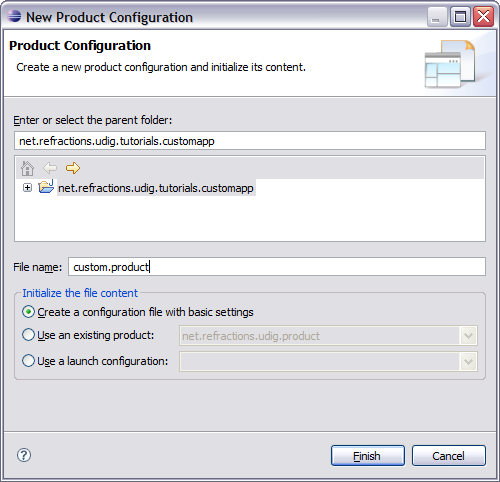 New Product Configuration
Product Configuration
Create a new product configuration and initialize its content.
Enter or select the parent folder:
net.refractions.udig.tutorials.customapp
net.refractions.udig.tutorials.customapp
File name: custom.product
Initialize the file content
Create a configuration file with basic settings
Use an existing product: net.refractions.udig.product
Use a launch configuration:
? Finish Cancel